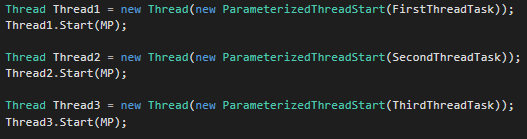 Thread Thread1 = new Thread(new ParameterizedThreadStart(FirstThreadTask));
Thread1.Start(MP);
Thread Thread2 = new Thread(new ParameterizedThreadStart(SecondThreadTask));
Thread2.Start(MP);
Thread Thread3 = new Thread(new ParameterizedThreadStart(ThirdThreadTask));
Thread3.Start(MP);